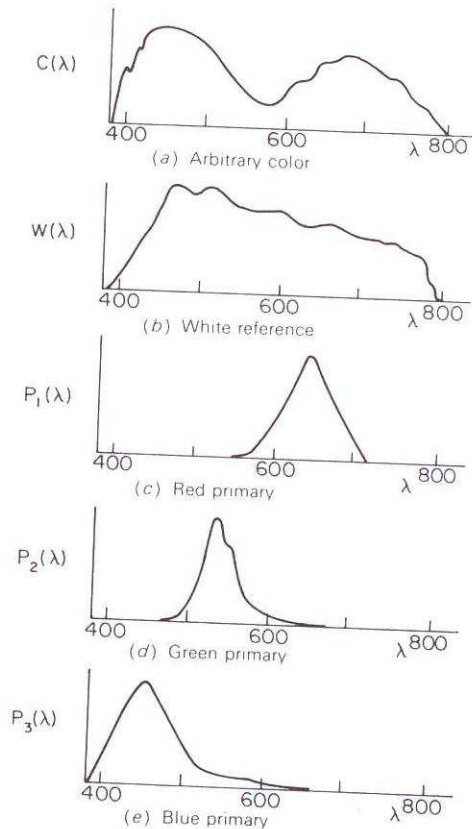 C(λ)
400 600 λ 800
(a) Arbitrary color
W(λ)
400 600 λ 800
(b) White reference
P₁(λ)
400 600 λ 800
(c) Red primary
P₂(λ)
400 600 λ 800
(d) Green primary
P₃(λ)
400 600 λ 800
(e) Blue primary